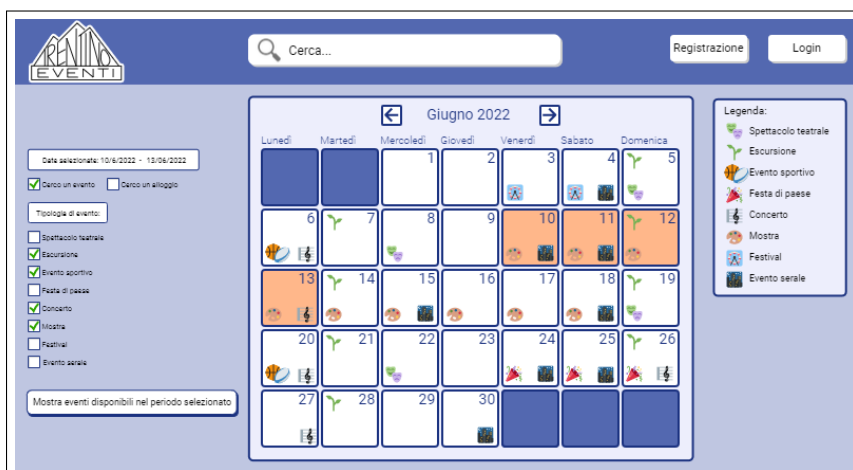 TRENTINO
EVENTI
Cerca...
Registrazione
Login
Date selezionate: 10/6/2022 - 13/06/2022
Cerco un evento
Cerco un alloggio
Tipologia di evento:
Spettacolo teatrale
Escursione
Evento sportivo
Festa di paese
Concerto
Mostra
Festival
Evento serale
Mostra eventi disponibili nel periodo selezionato
Giugno 2022
Lunedì Martedì Mercoledì Giovedì Venerdì Sabato Domenica
1 2 3 4 5
6 7 8 9 10 11 12
13 14 15 16 17 18 19
20 21 22 23 24 25 26
27 28 29 30
Legenda:
Spettacolo teatrale
Escursione
Evento sportivo
Festa di paese
Concerto
Mostra
Festival
Evento serale